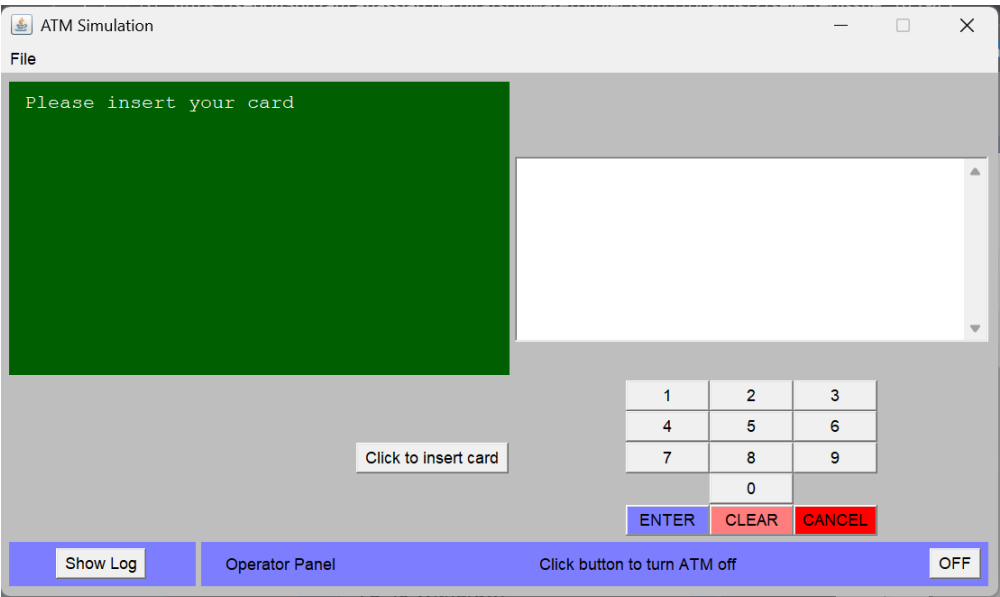 ATM Simulation
File
Please insert your card
1 2 3
4 5 6
Click to insert card
7 8 9
0
ENTER CLEAR CANCEL
Show Log
Operator Panel
Click button to turn ATM off
OFF